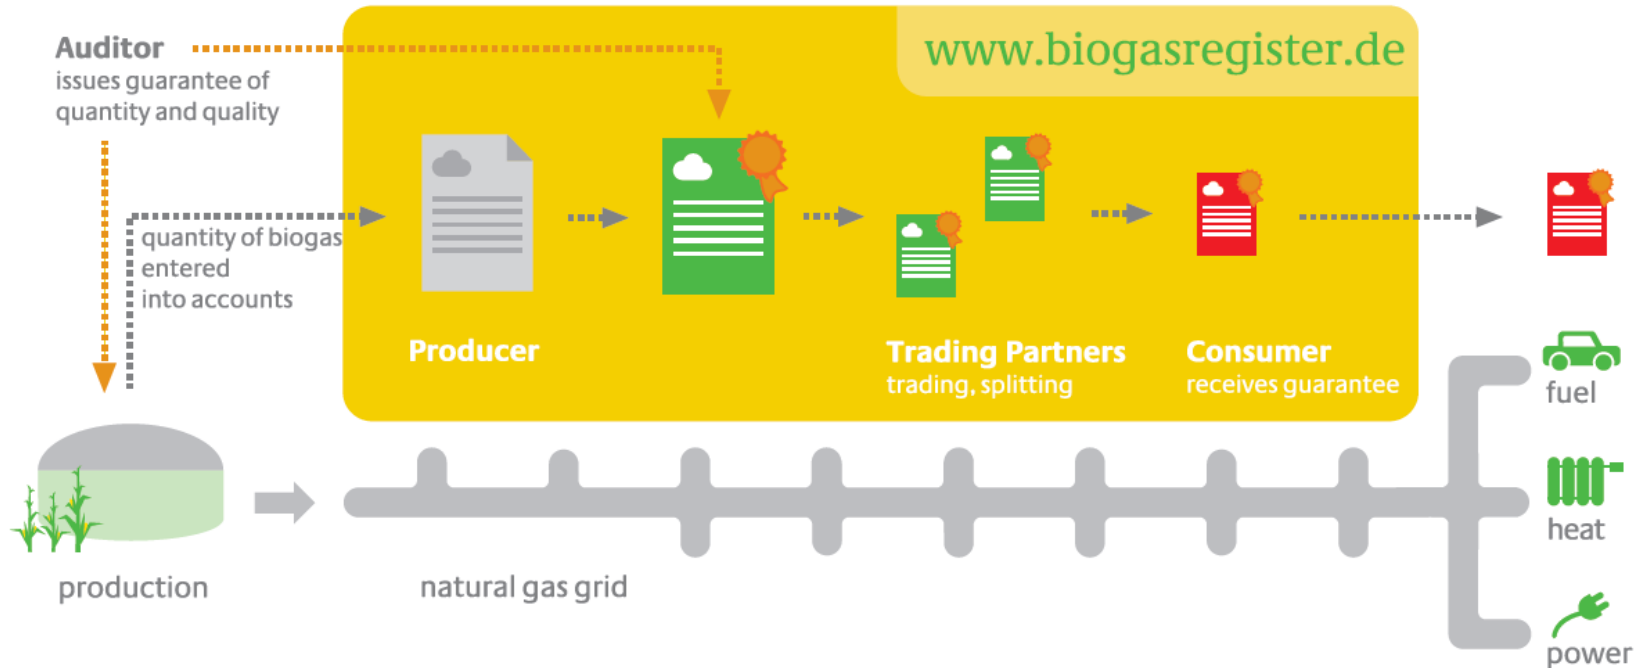 Auditor
issues guarantee of
quantity and quality
www.biogasregister.de
quantity of biogas
entered
into accounts
Producer
Trading Partners
trading, splitting
Consumer
receives guarantee
fuel
heat
power
production
natural gas grid